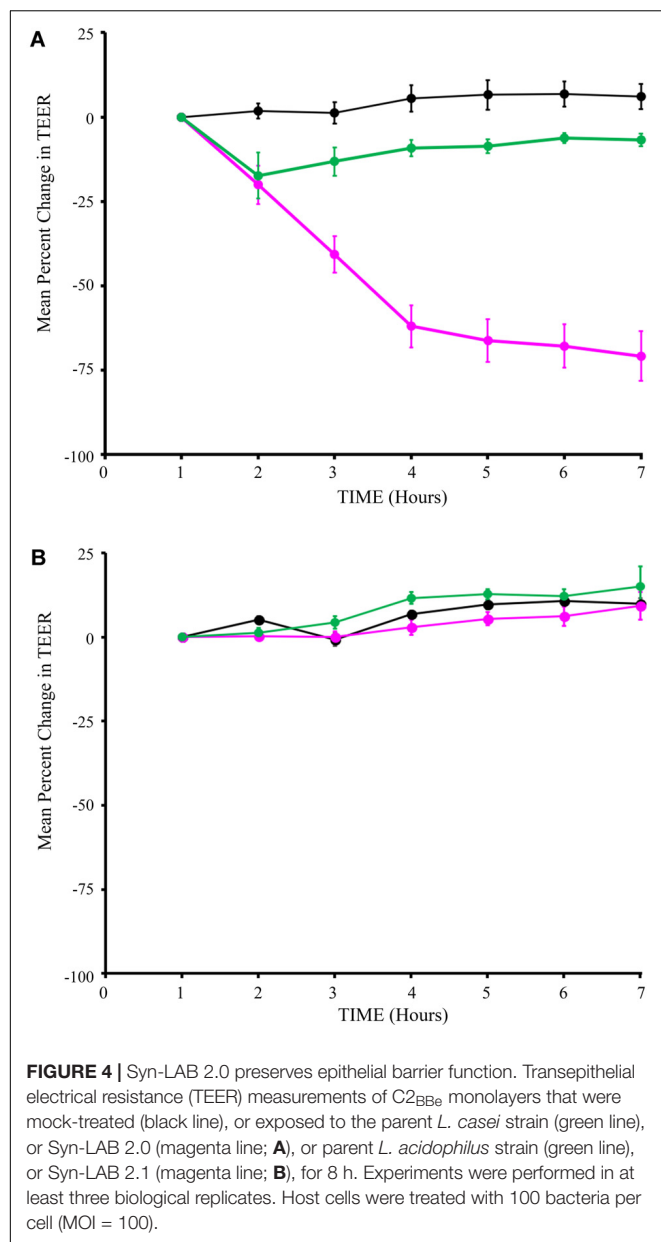 A
25
0
-25
-50
-75
-100
Mean Percent Change in TEER
0 1 2 3 4 5 6 7
TIME (Hours)
B
25
0
-25
-50
-75
-100
Mean Percent Change in TEER
0 1 2 3 4 5 6 7
TIME (Hours)
FIGURE 4 | Syn-LAB 2.0 preserves epithelial barrier function. Transepithelial
electrical resistance (TEER) measurements of C2BBe monolayers that were
mock-treated (black line), or exposed to the parent L. casei strain (green line),
or Syn-LAB 2.0 (magenta line; A), or parent L. acidophilus strain (green line),
or Syn-LAB 2.1 (magenta line; B), for 8 h. Experiments were performed in at
least three biological replicates. Host cells were treated with 100 bacteria per
cell (MOI = 100).